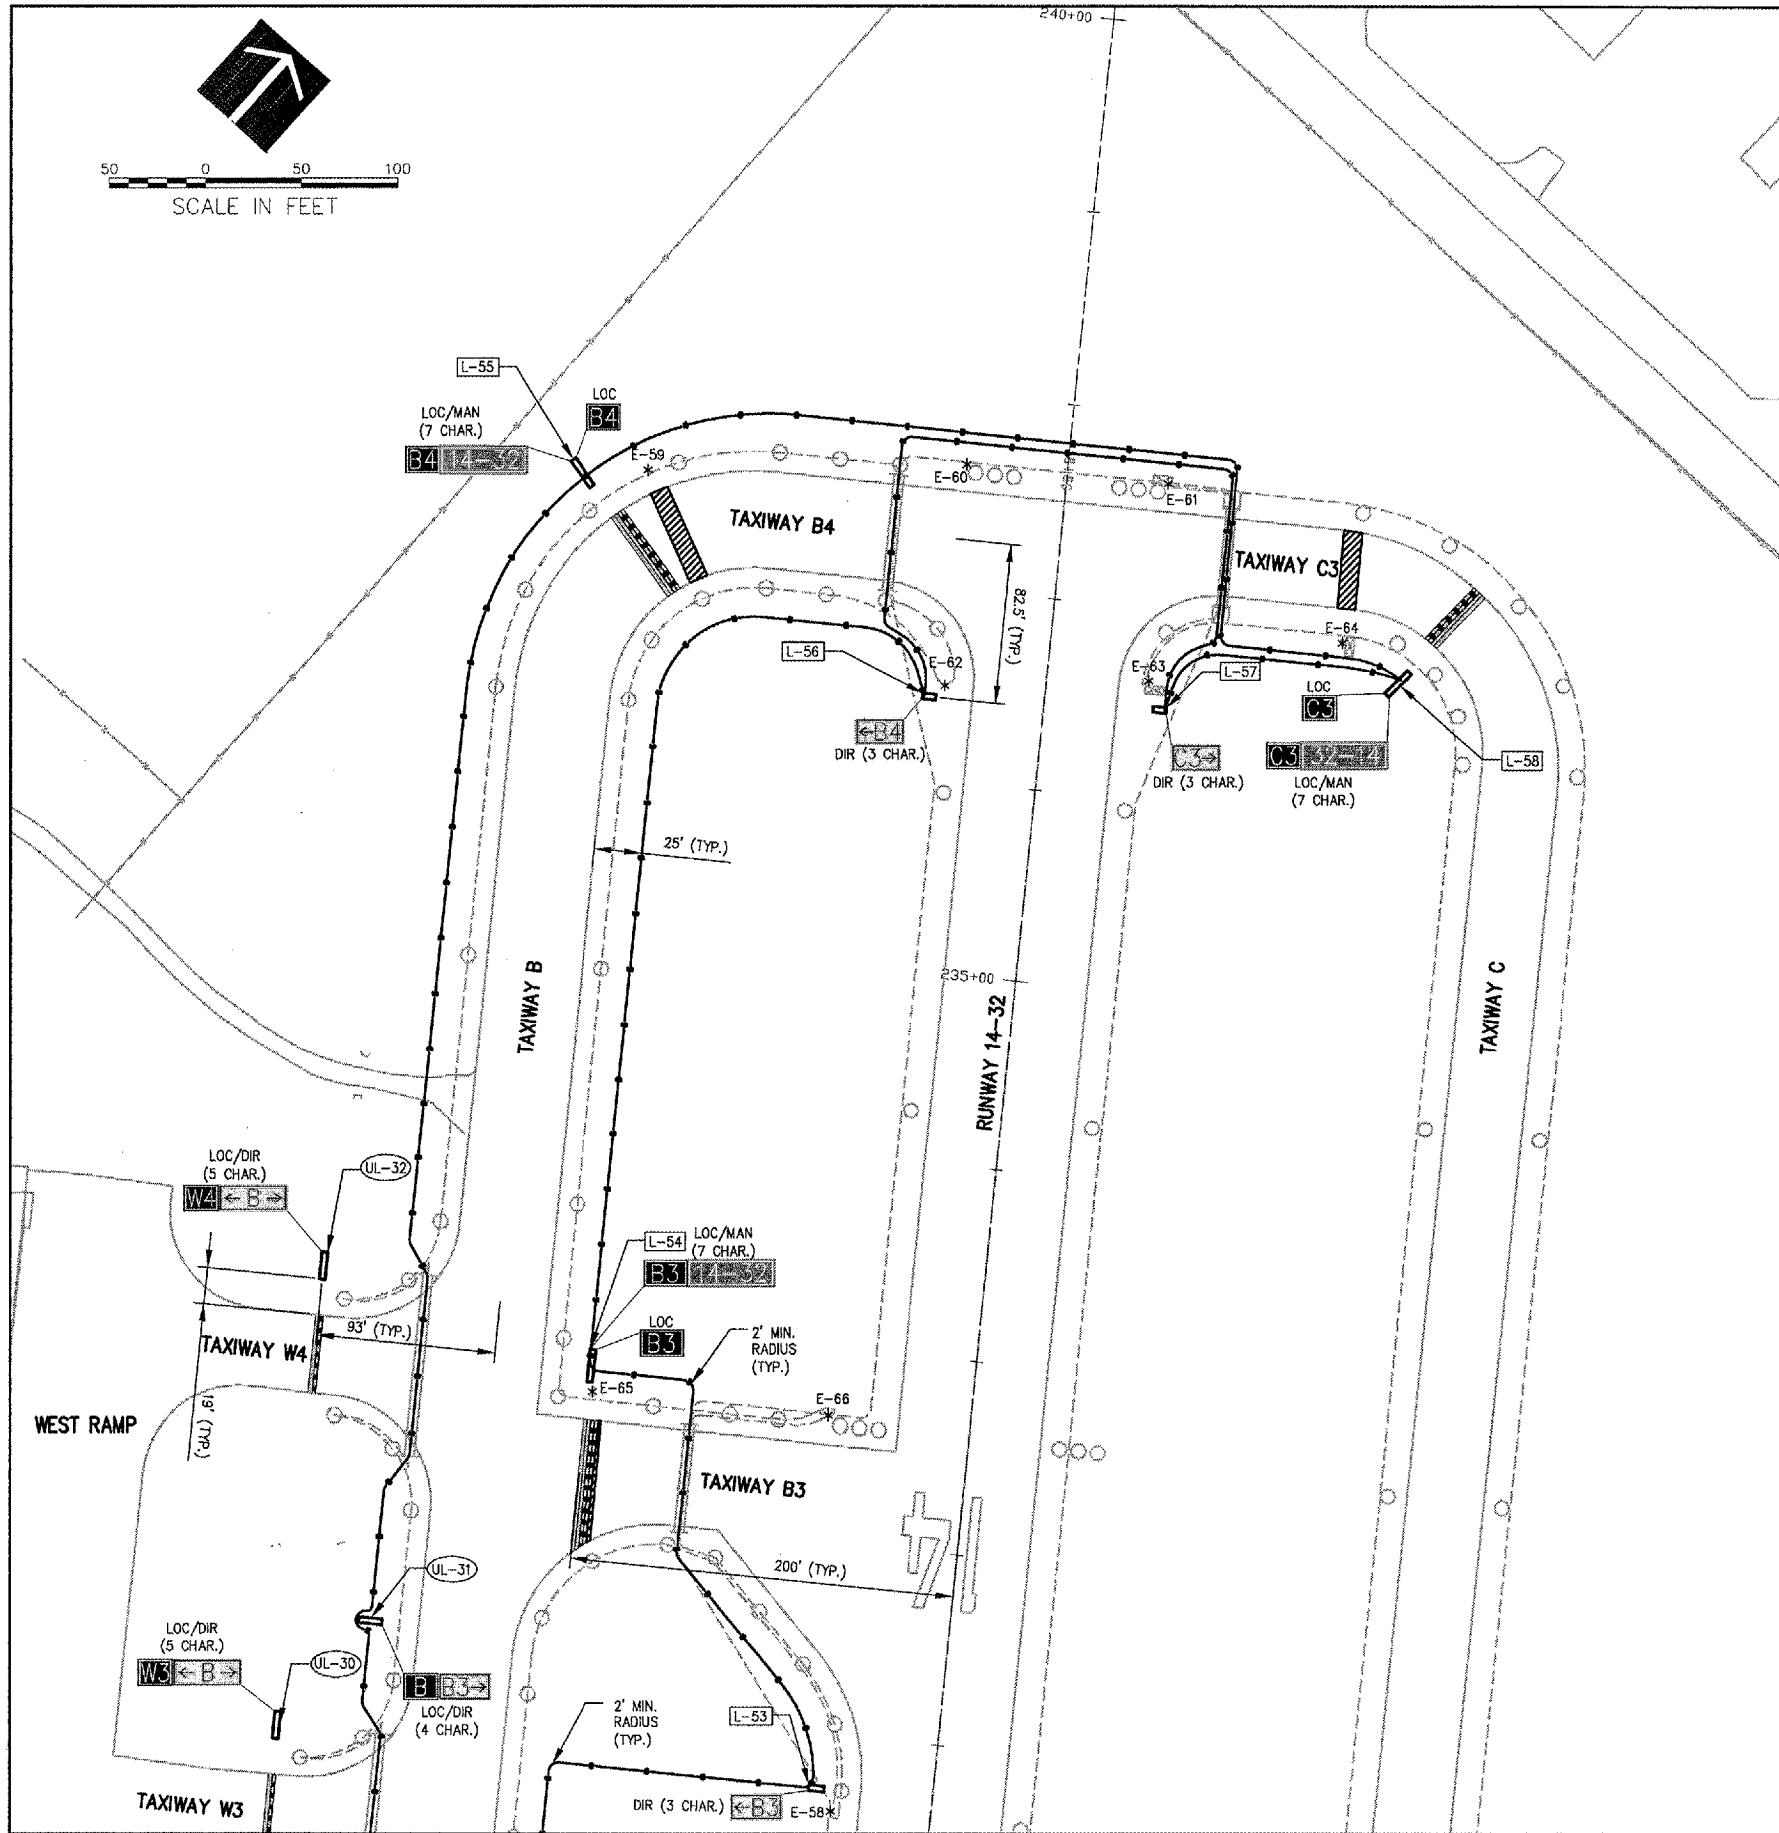 240+00
50 0 50 100
SCALE IN FEET
L-55
LOC
B4
LOC/MAN
(7 CHAR.)
B4 14-32
E-59
E-60
E-61
TAXIWAY B4
TAXIWAY C3
82.5' (TYP.)
L-56
E-62
E-63
E-64
L-57
←B4
DIR (3 CHAR.)
LOC
C3
C3→
DIR (3 CHAR.)
C3 32-14
LOC/MAN
(7 CHAR.)
L-58
25' (TYP.)
235+00
TAXIWAY B
RUNWAY 14-32
TAXIWAY C
LOC/DIR
(5 CHAR.)
UL-32
W4 ←B→
L-54
LOC/MAN
(7 CHAR.)
B3 14-32
LOC
B3
93' (TYP.)
TAXIWAY W4
2' MIN.
RADIUS
(TYP.)
E-65
E-66
19' (TYP.)
WEST RAMP
TAXIWAY B3
14
200' (TYP.)
UL-31
LOC/DIR
(5 CHAR.)
W3 ←B→
UL-30
B B3→
LOC/DIR
(4 CHAR.)
2' MIN.
RADIUS
(TYP.)
L-53
TAXIWAY W3
DIR (3 CHAR.)
←B3
E-58